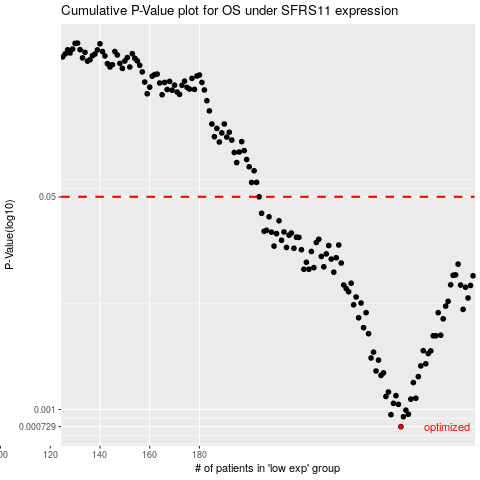 Cumulative P-Value plot for OS under SFRS11 expression
P-Value(log10)
0.05
0.001
0.000729
optimized
00
120
140
160
180
# of patients in 'low exp' group